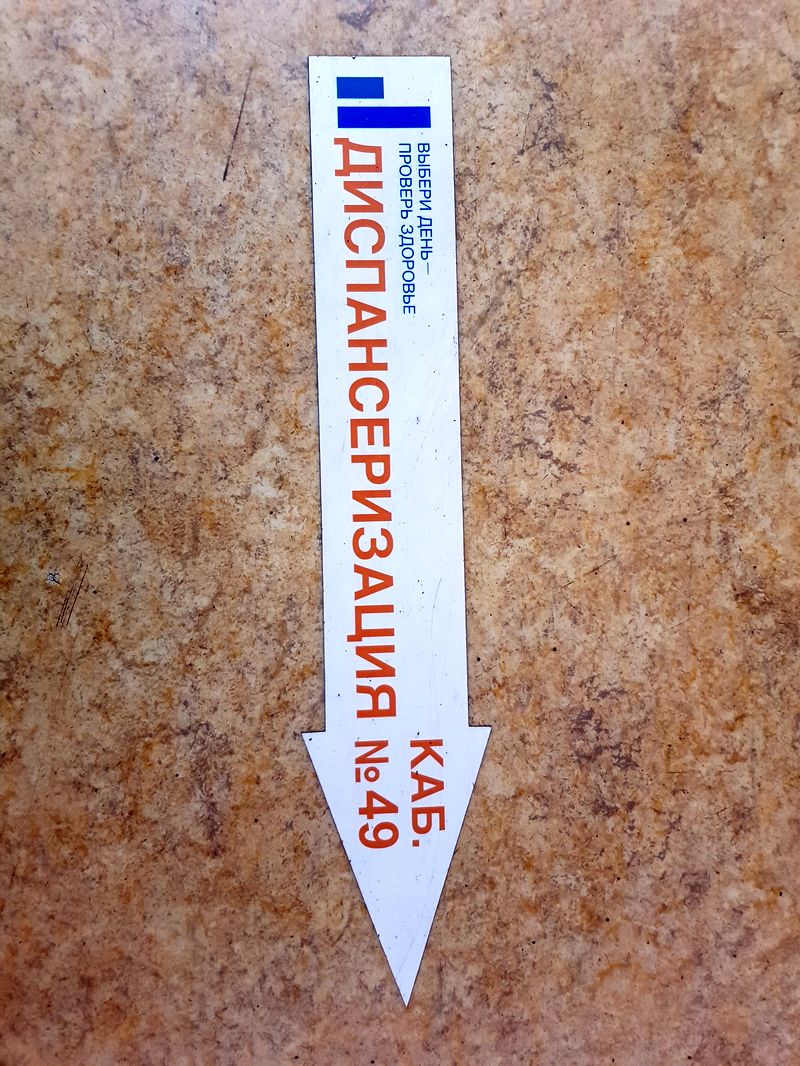 ВЫБЕРИ ДЕНЬ—
ПРОВЕРЬ ЗДОРОВЬЕ
ДИСПАНСЕРИЗАЦИЯ
КАБ.
№49